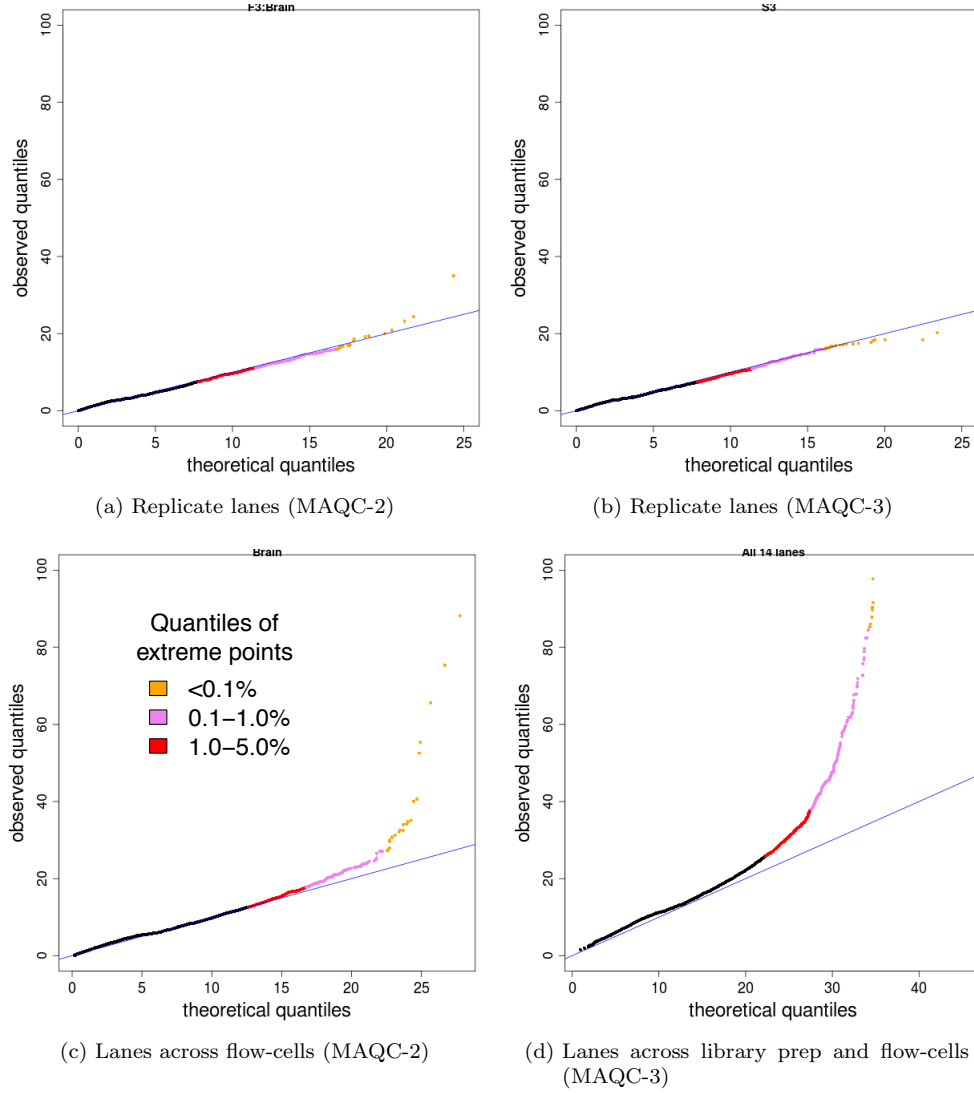 F3:Brain
100
80
60
40
20
0
observed quantiles
0 5 10 15 20 25
theoretical quantiles
(a) Replicate lanes (MAQC-2)
S3
100
80
60
40
20
0
observed quantiles
0 5 10 15 20 25
theoretical quantiles
(b) Replicate lanes (MAQC-3)
Brain
100
80
60
40
20
0
observed quantiles
Quantiles of
extreme points
<0.1%
0.1−1.0%
1.0−5.0%
0 5 10 15 20 25
theoretical quantiles
(c) Lanes across flow-cells (MAQC-2)
All 14 lanes
100
80
60
40
20
0
observed quantiles
0 10 20 30 40
theoretical quantiles
(d) Lanes across library prep and flow-cells
(MAQC-3)